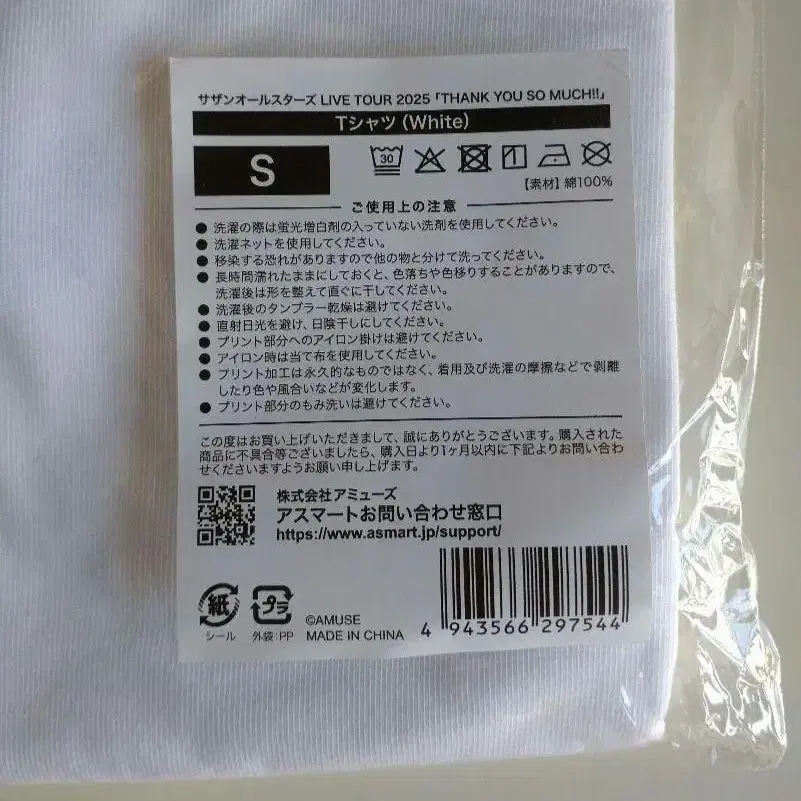 サザンオールスターズ LIVE TOUR 2025 「THANK YOU SO MUCH!!」
Tシャツ (White)
S
30
【素材】 綿100%
ご使用上の注意
● 洗濯の際は蛍光増白剤の入っていない洗剤を使用してください。
● 洗濯ネットを使用してください。
● 移染する恐れがありますので他の物と分けて洗ってください。
● 長時間濡れたままにしておくと、色落ちや色移りすることがありますので、
洗濯後は形を整えて直ぐに干してください。
● 洗濯後のタンブラー乾燥は避けてください。
● 直射日光を避け、日陰干しにしてください。
● プリント部分へのアイロン掛けは避けてください。
● アイロン時は当て布を使用してください。
● プリント加工は永久的なものではなく、着用及び洗濯の摩擦などで剥離
したり色や風合いなどが変化します。
● プリント部分のもみ洗いは避けてください。
この度はお買い上げいただきまして、誠にありがとうございます。購入された
商品に不具合等ございましたら、購入日より1ヶ月以内に下記よりお問い合わ
せくださいますようお願い申し上げます。
株式会社アミューズ
アスマートお問い合わせ窓口
https://www.asmart.jp/support/
紙
シール
プラ
外袋:PP
©AMUSE
MADE IN CHINA
4 943566 297544